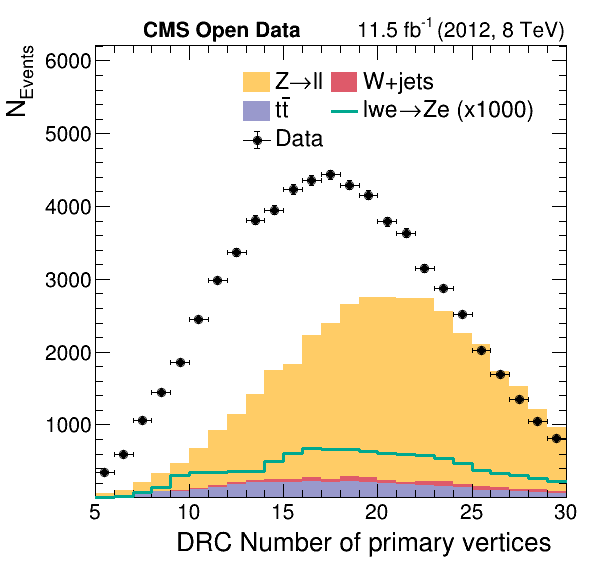 CMS Open Data 11.5 fb⁻¹ (2012, 8 TeV)
N_Events
6000
5000
4000
3000
2000
1000
Z→ll W+jets
tt̄ lwe→Ze (x1000)
Data
5 10 15 20 25 30
DRC Number of primary vertices